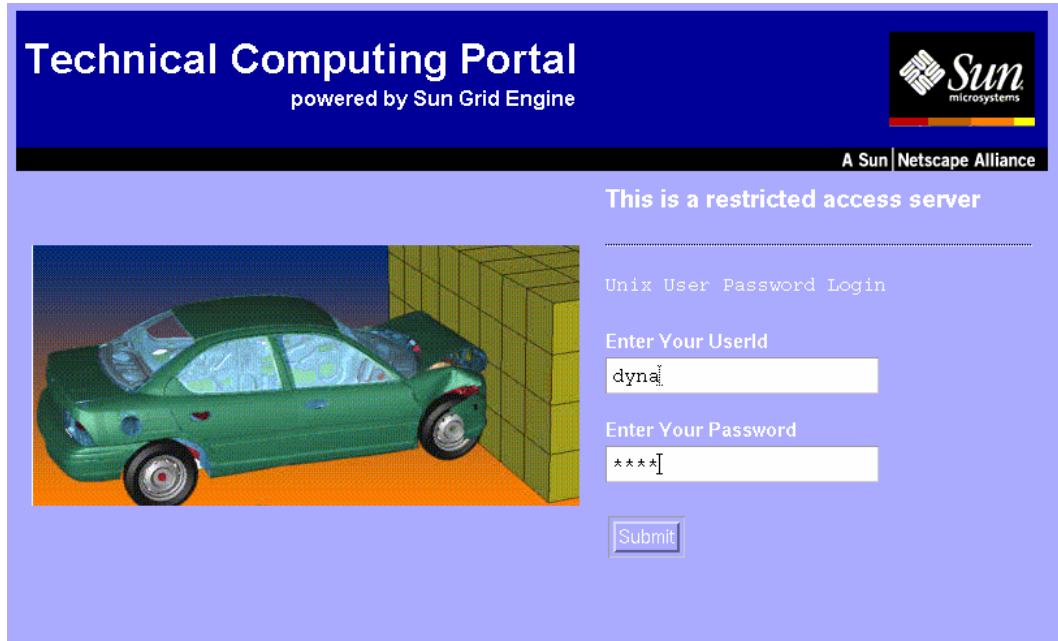 Technical Computing Portal
powered by Sun Grid Engine
Sun
microsystems
A Sun|Netscape Alliance
This is a restricted access server
Unix User Password Login
Enter Your UserId
dyna
Enter Your Password
****
Submit